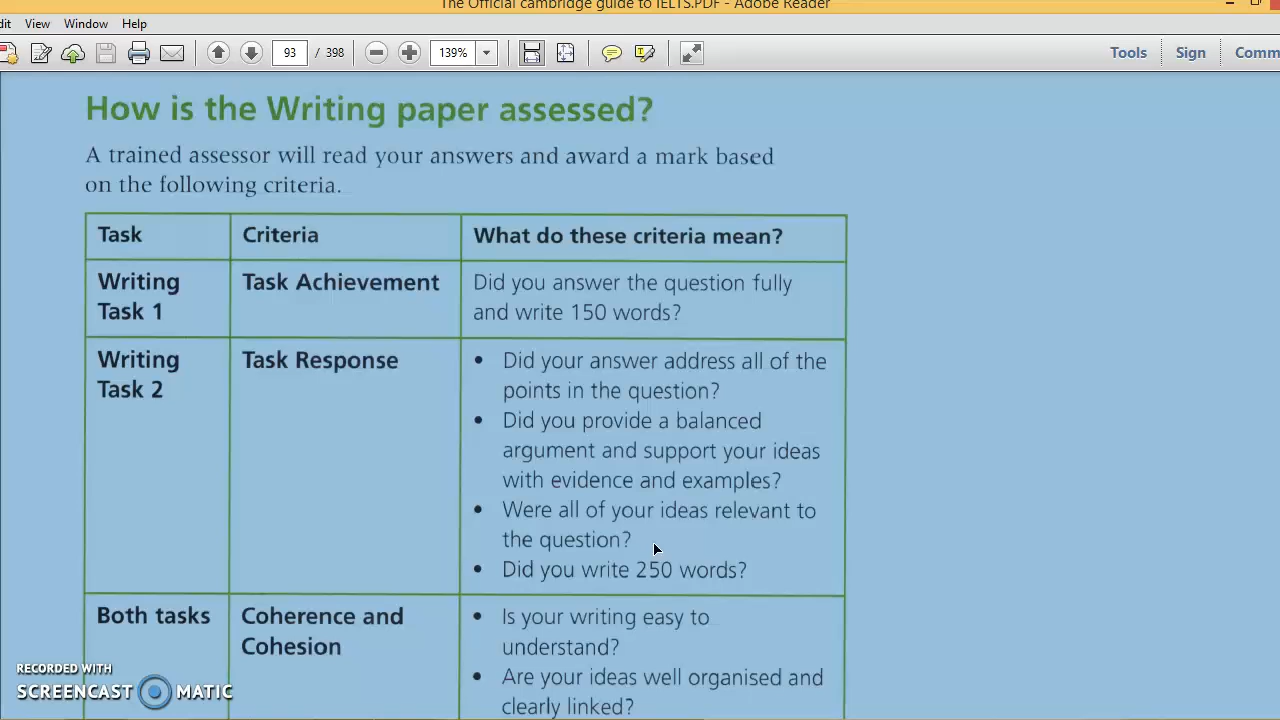 The Official cambridge guide to IELTS.PDF - Adobe Reader
dit View Window Help
93 / 398 139% Tools Sign Comm
How is the Writing paper assessed?
A trained assessor will read your answers and award a mark based
on the following criteria.
Task Criteria What do these criteria mean?
Writing Task Achievement Did you answer the question fully
Task 1 and write 150 words?
Writing Task Response • Did your answer address all of the
Task 2 points in the question?
• Did you provide a balanced
argument and support your ideas
with evidence and examples?
• Were all of your ideas relevant to
the question?
• Did you write 250 words?
Both tasks Coherence and • Is your writing easy to
Cohesion understand?
• Are your ideas well organised and
clearly linked?
RECORDED WITH
SCREENCAST MATIC